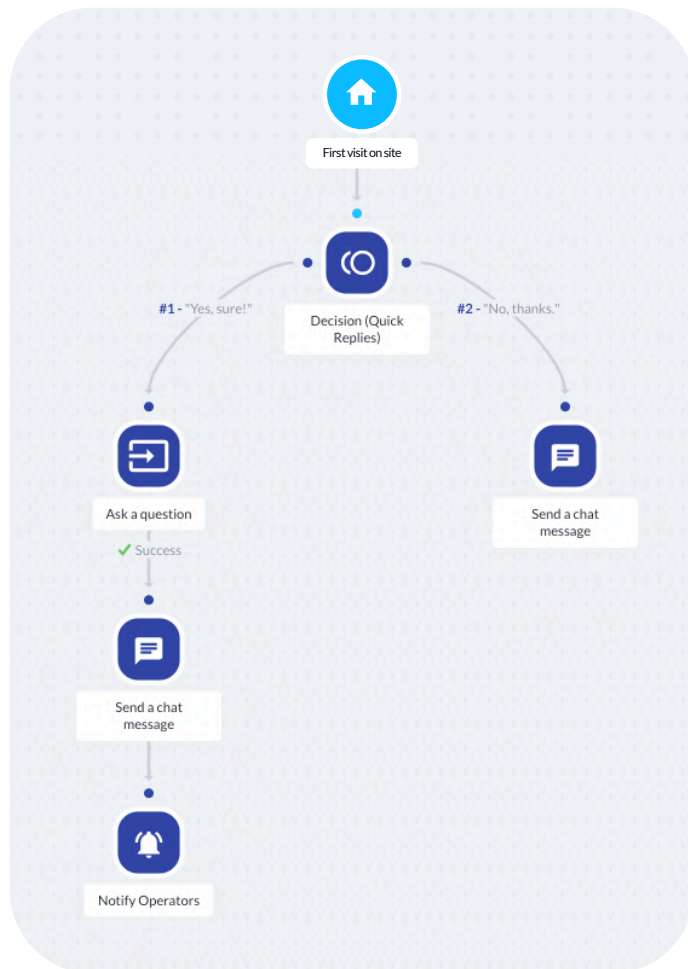 First visit on site
Decision (Quick
Replies)
#1 - "Yes, sure!"
#2 - "No, thanks."
Ask a question
Success
Send a chat
message
Notify Operators
Send a chat
message